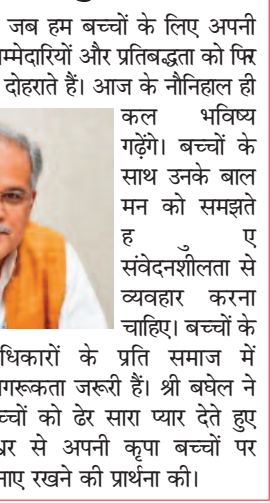 जब हम बच्चों के लिए अपनी
म्मेदारियों और प्रतिबद्धता को फिर
दोहराते हैं। आज के नौनिहाल ही
कल भविष्य
गढ़ेंगे। बच्चों के
साथ उनके बाल
मन को समझते
ह ु ए
संवेदनशीलता से
व्यवहार करना
चाहिए। बच्चों के
धिकारों के प्रति समाज में
गरूकता जरूरी हैं। श्री बघेल ने
च्चों को ढेर सारा प्यार देते हुए
श्वर से अपनी कृपा बच्चों पर
नाए रखने की प्रार्थना की।